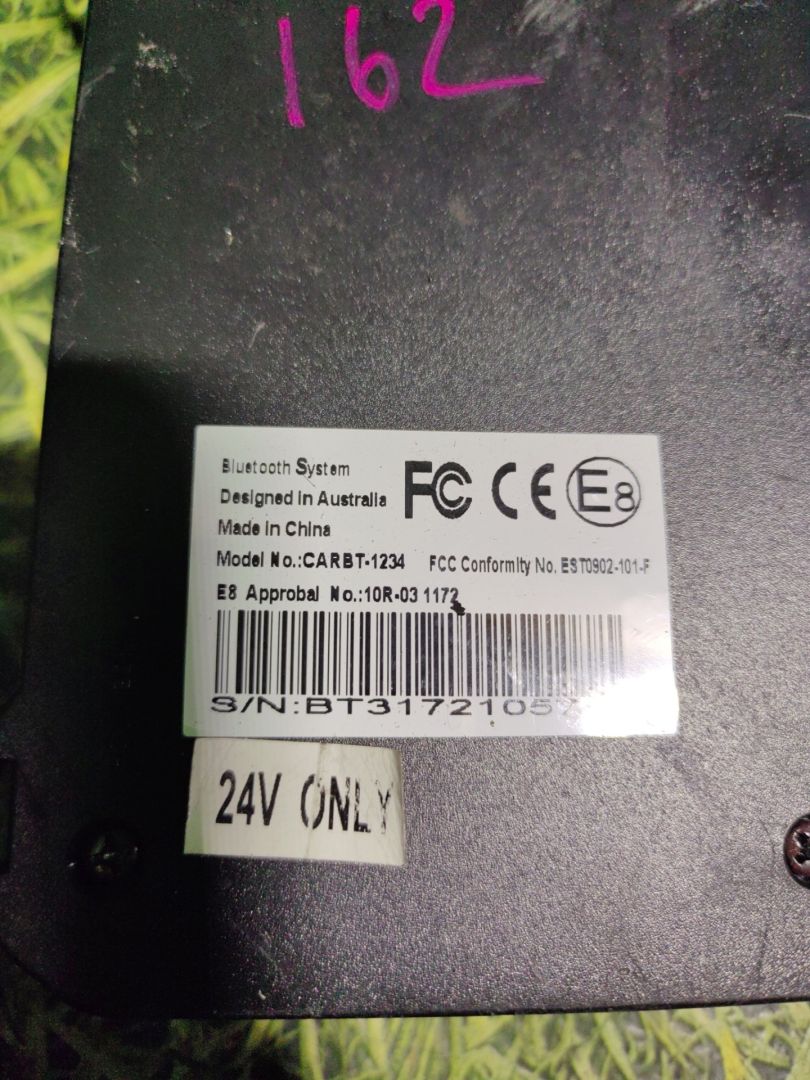 162
Bluetooth System
Designed in Australia
Made in China
FC CE E8
Model No.:CARBT-1234 FCC Conformity No. EST0902-101-F
E8 Approbal No.:10R-03 1172
24V ONLY